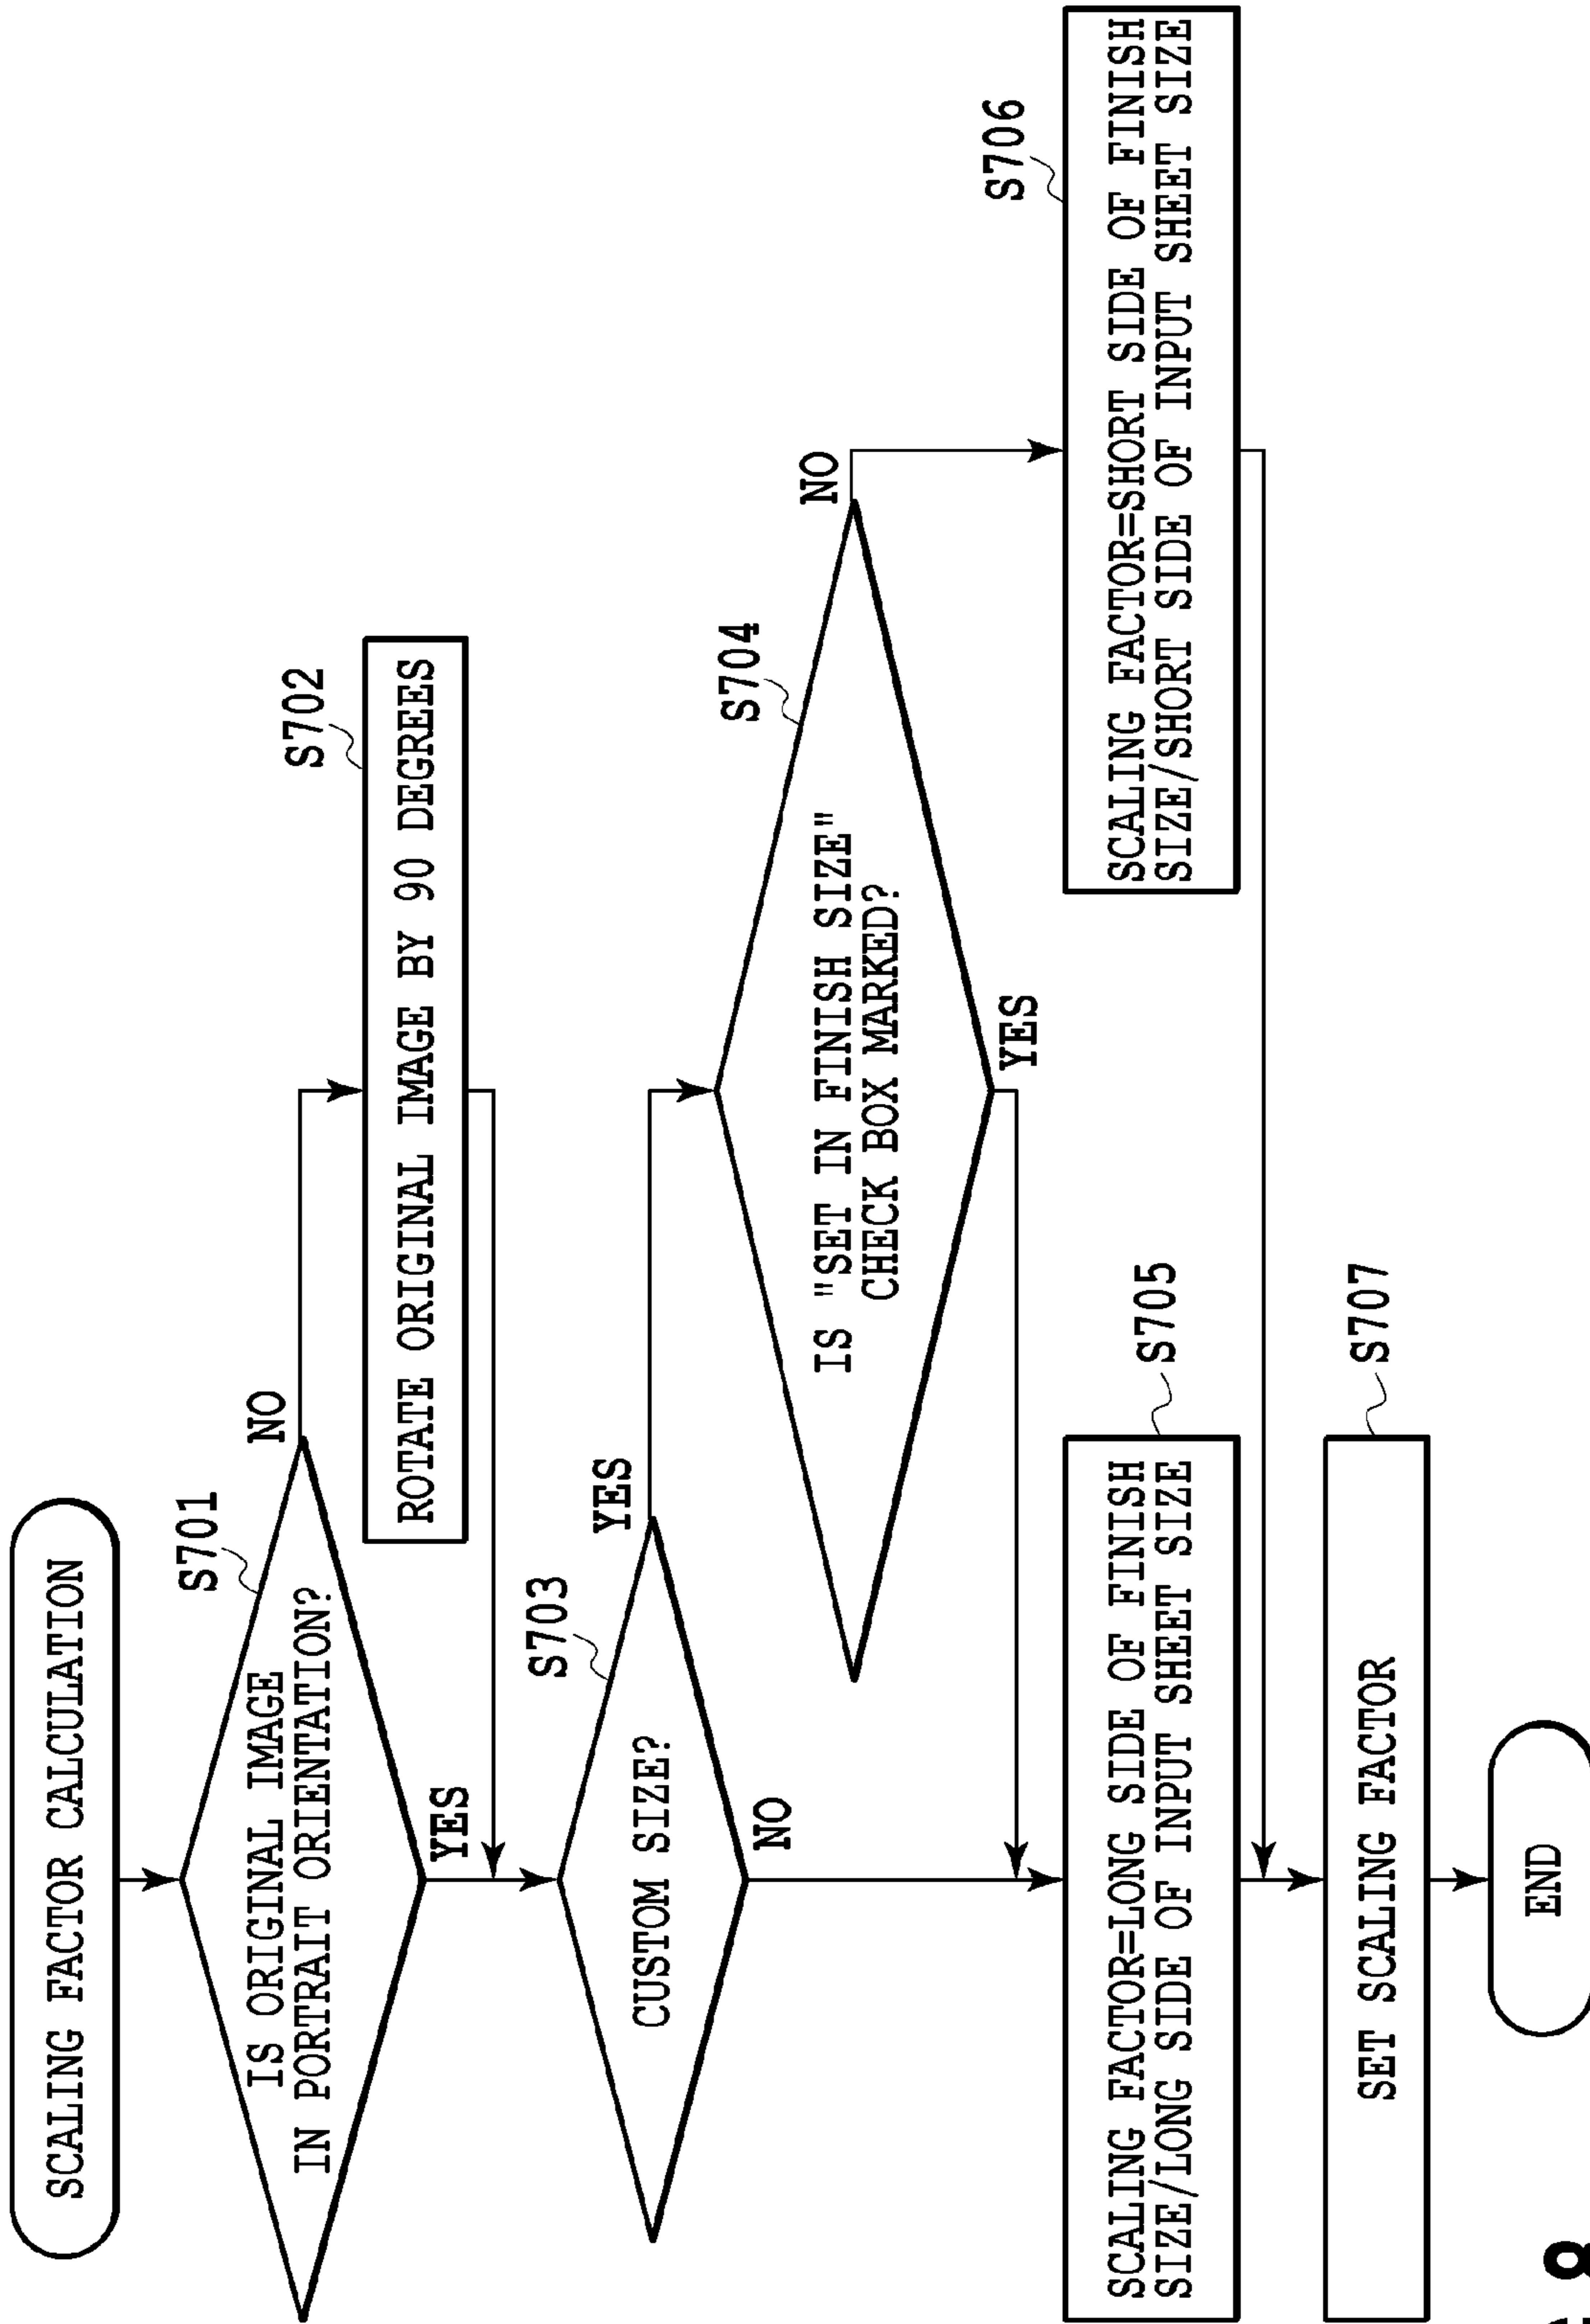 SCALING FACTOR CALCULATION
S701
IS ORIGINAL IMAGE
IN PORTRAIT ORIENTATION?
NO
YES
S702
ROTATE ORIGINAL IMAGE BY 90 DEGREES
S703
CUSTOM SIZE?
YES
NO
S704
IS "SET IN FINISH SIZE"
CHECK BOX MARKED?
NO
YES
S705
SCALING FACTOR=LONG SIDE OF FINISH
SIZE/LONG SIDE OF INPUT SHEET SIZE
S706
SCALING FACTOR=SHORT SIDE OF FINISH
SIZE/SHORT SIDE OF INPUT SHEET SIZE
S707
SET SCALING FACTOR
END